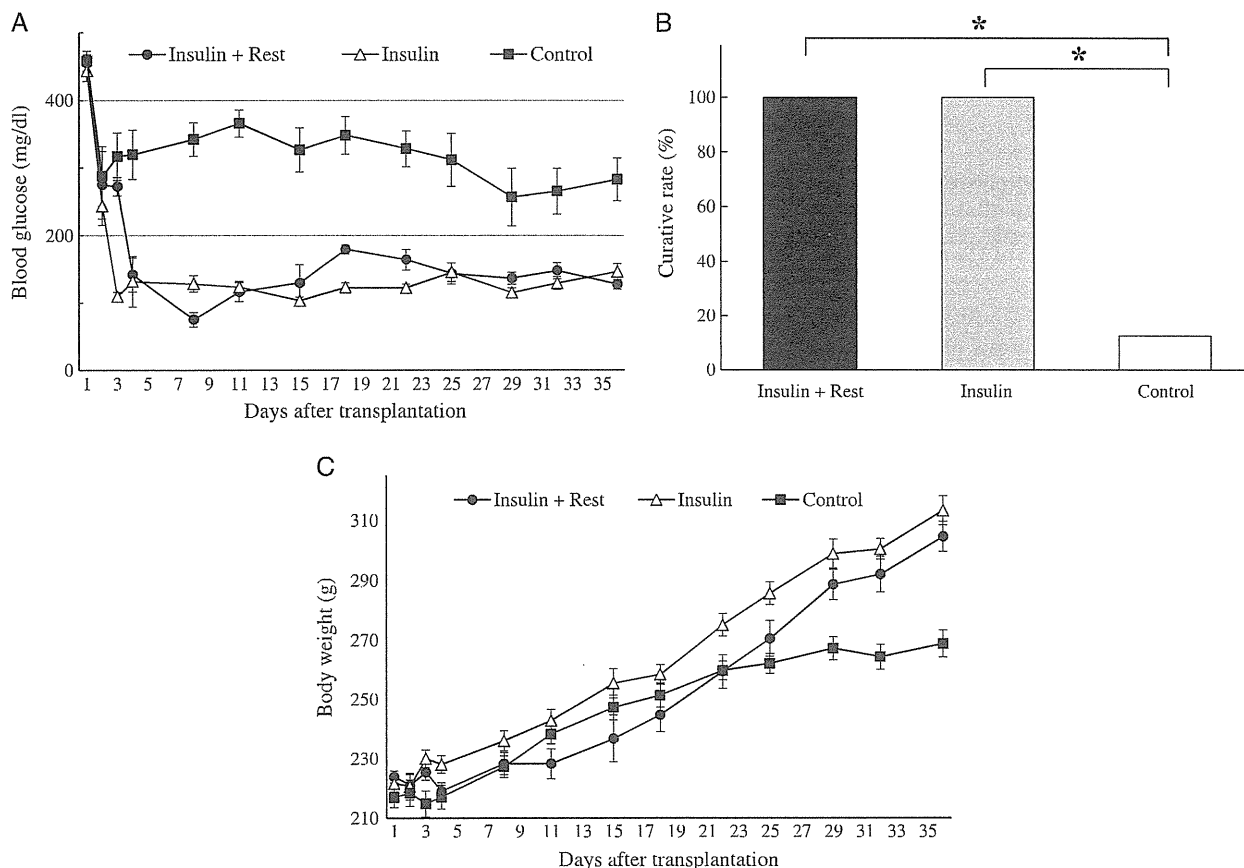 A
Insulin + Rest Insulin Control
Blood glucose (mg/dl)
400
200
0
1 3 5 7 9 11 13 15 17 19 21 23 25 27 29 31 33 35
Days after transplantation
B
* 
*
Curative rate (%)
100
80
60
40
20
0
Insulin + Rest Insulin Control
C
Insulin + Rest Insulin Control
Body weight (g)
310
290
270
250
230
210
1 3 5 7 9 11 13 15 17 19 21 23 25 27 29 31 33 35
Days after transplantation